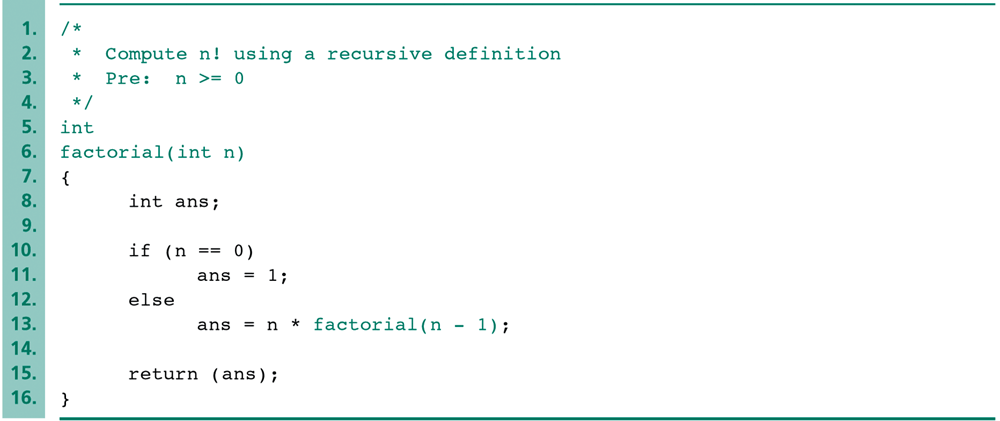 1. /*
2.  *  Compute n! using a recursive definition
3.  *  Pre:  n >= 0
4.  */
5. int
6. factorial(int n)
7. {
8.       int ans;
9.
10.       if (n == 0)
11.             ans = 1;
12.       else
13.             ans = n * factorial(n - 1);
14.
15.       return (ans);
16. }